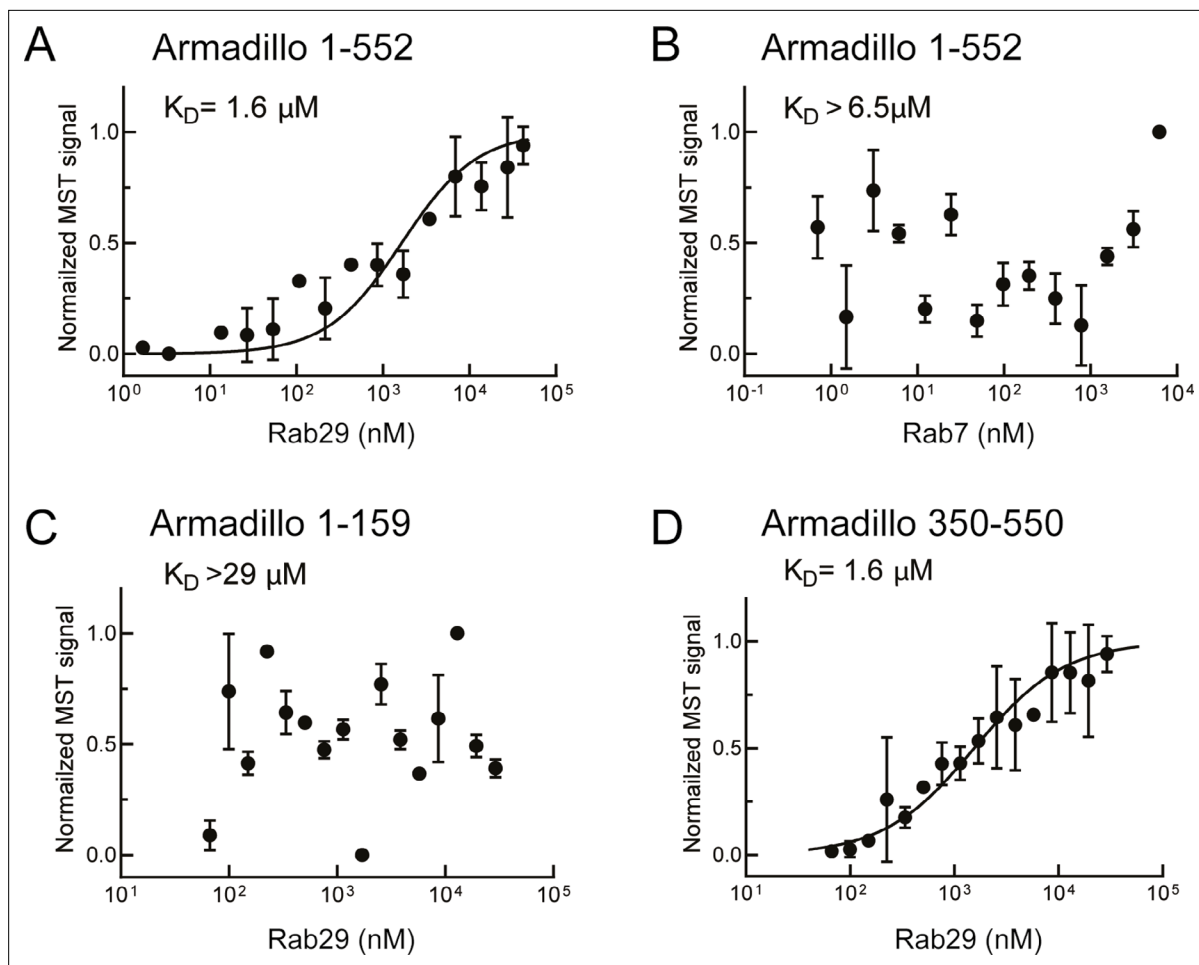 A Armadillo 1-552
K_D= 1.6 µM
Normailzed MST signal
1.0
0.5
0.0
10^0 10^1 10^2 10^3 10^4 10^5
Rab29 (nM)
B Armadillo 1-552
K_D > 6.5µM
Normailzed MST signal
1.0
0.5
0.0
10^-1 10^0 10^1 10^2 10^3 10^4
Rab7 (nM)
C Armadillo 1-159
K_D >29 µM
Normailzed MST signal
1.0
0.5
0.0
10^1 10^2 10^3 10^4 10^5
Rab29 (nM)
D Armadillo 350-550
K_D= 1.6 µM
Normailzed MST signal
1.0
0.5
0.0
10^1 10^2 10^3 10^4 10^5
Rab29 (nM)